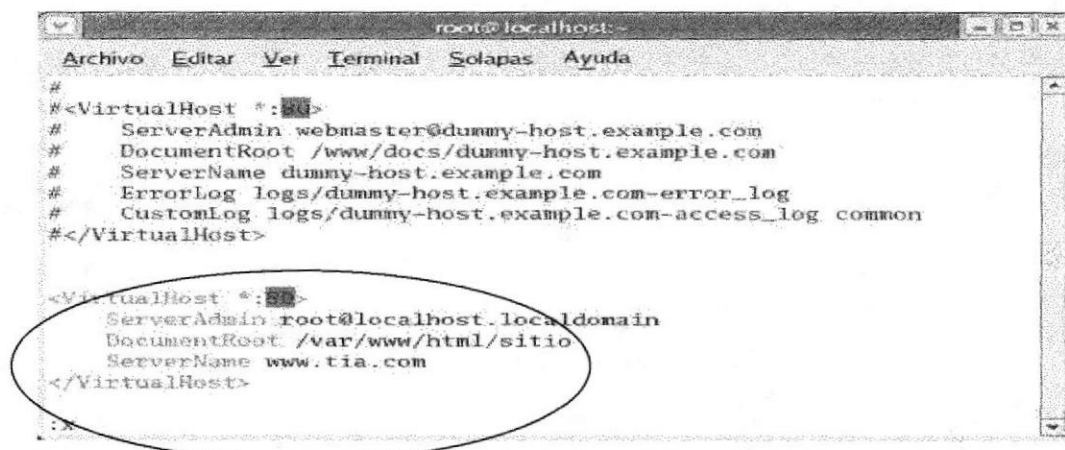 root@localhost:~
Archivo Editar Ver Terminal Solapas Ayuda
#
#<VirtualHost *:80>
#    ServerAdmin webmaster@dummy-host.example.com
#    DocumentRoot /www/docs/dummy-host.example.com
#    ServerName dummy-host.example.com
#    ErrorLog logs/dummy-host.example.com-error_log
#    CustomLog logs/dummy-host.example.com-access_log common
#</VirtualHost>
<VirtualHost *:80>
    ServerAdmin root@localhost.localdomain
    DocumentRoot /var/www/html/sitio
    ServerName www.tia.com
</VirtualHost>
:x